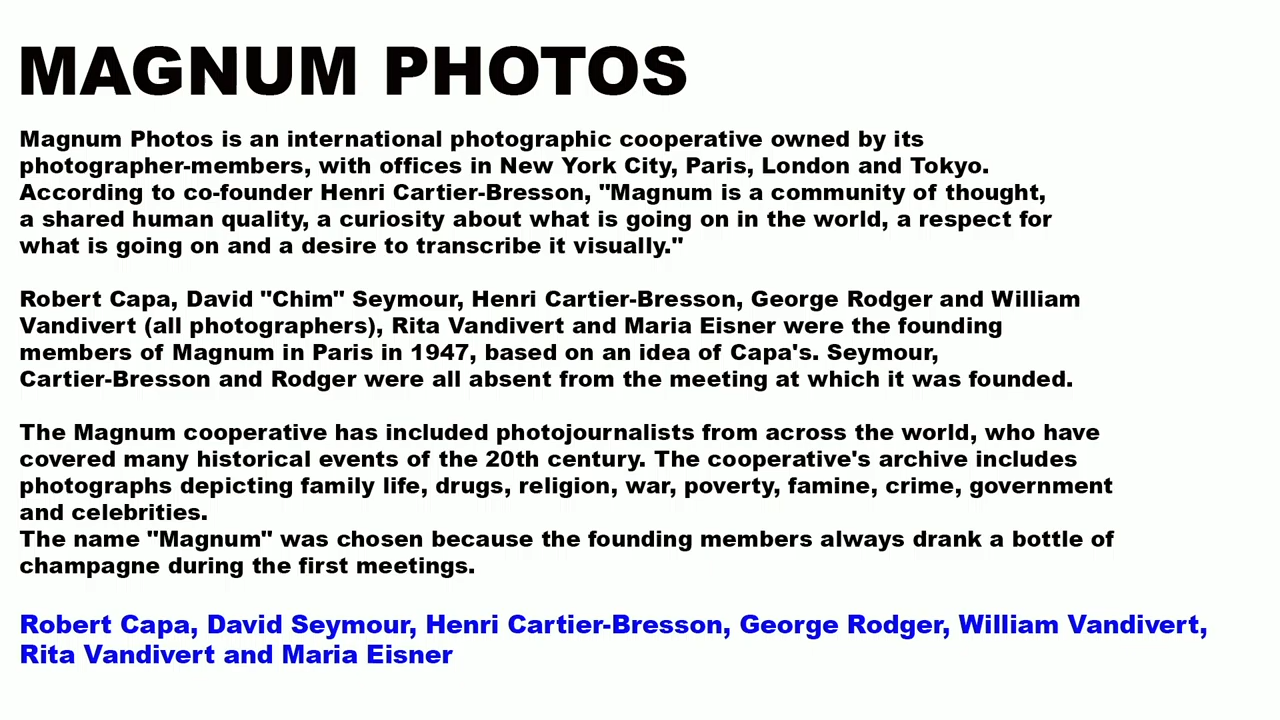 MAGNUM PHOTOS
Magnum Photos is an international photographic cooperative owned by its
photographer-members, with offices in New York City, Paris, London and Tokyo.
According to co-founder Henri Cartier-Bresson, "Magnum is a community of thought,
a shared human quality, a curiosity about what is going on in the world, a respect for
what is going on and a desire to transcribe it visually."
Robert Capa, David "Chim" Seymour, Henri Cartier-Bresson, George Rodger and William
Vandivert (all photographers), Rita Vandivert and Maria Eisner were the founding
members of Magnum in Paris in 1947, based on an idea of Capa's. Seymour,
Cartier-Bresson and Rodger were all absent from the meeting at which it was founded.
The Magnum cooperative has included photojournalists from across the world, who have
covered many historical events of the 20th century. The cooperative's archive includes
photographs depicting family life, drugs, religion, war, poverty, famine, crime, government
and celebrities.
The name "Magnum" was chosen because the founding members always drank a bottle of
champagne during the first meetings.
Robert Capa, David Seymour, Henri Cartier-Bresson, George Rodger, William Vandivert,
Rita Vandivert and Maria Eisner